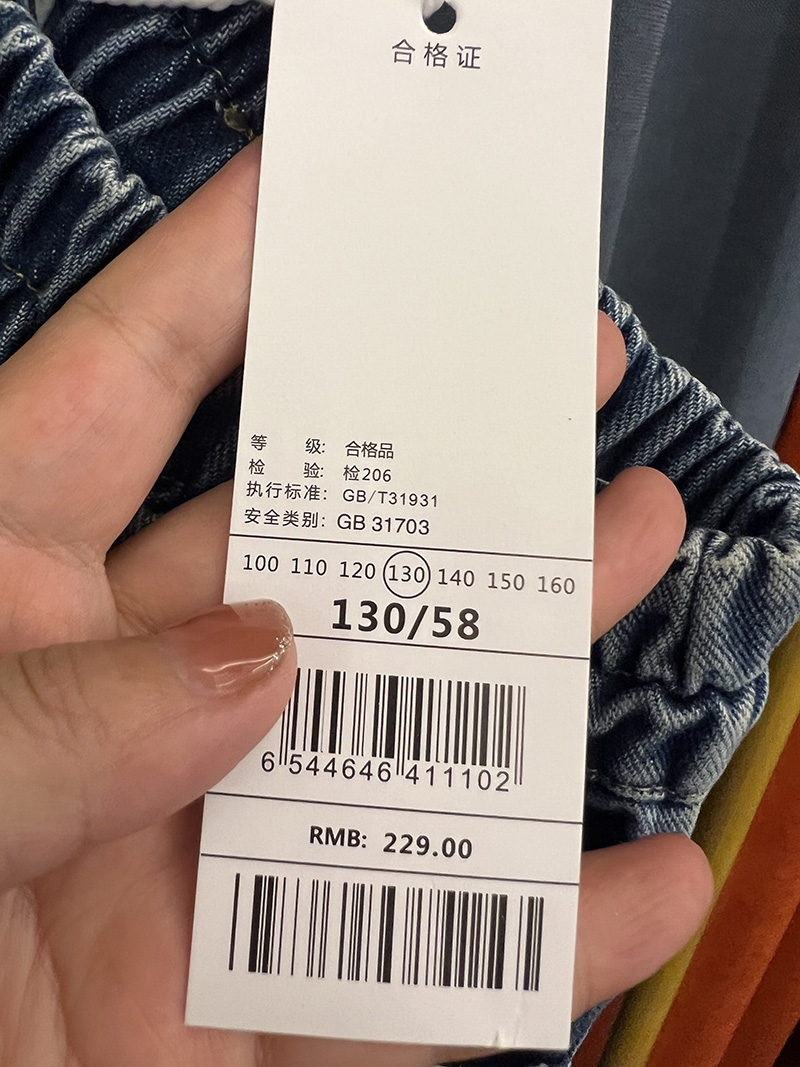 合格证
等 级: 合格品
检 验: 检206
执行标准: GB/T31931
安全类别: GB 31703
100 110 120 130 140 150 160
130/58
6 544646 411102
RMB: 229.00